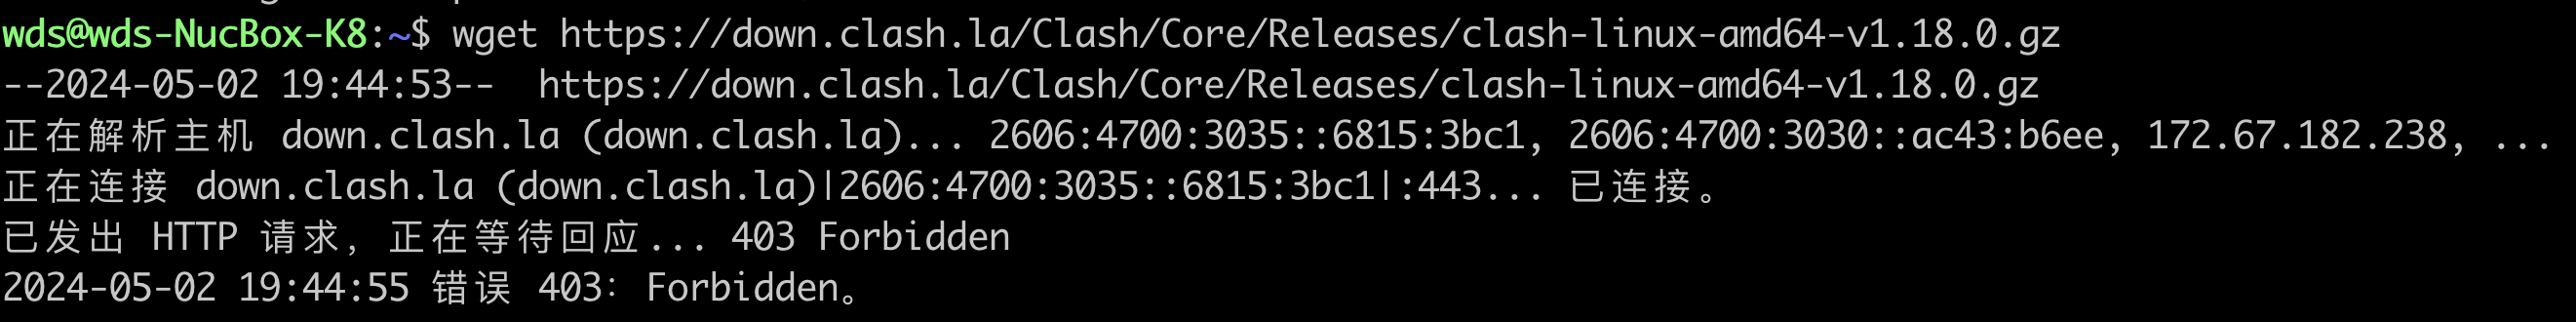 wds@wds-NucBox-K8:~$ wget https://down.clash.la/Clash/Core/Releases/clash-linux-amd64-v1.18.0.gz
--2024-05-02 19:44:53--  https://down.clash.la/Clash/Core/Releases/clash-linux-amd64-v1.18.0.gz
正在解析主机 down.clash.la (down.clash.la)... 2606:4700:3035::6815:3bc1, 2606:4700:3030::ac43:b6ee, 172.67.182.238, ...
正在连接 down.clash.la (down.clash.la)|2606:4700:3035::6815:3bc1|:443... 已连接。
已发出 HTTP 请求，正在等待回应... 403 Forbidden
2024-05-02 19:44:55 错误 403：Forbidden。